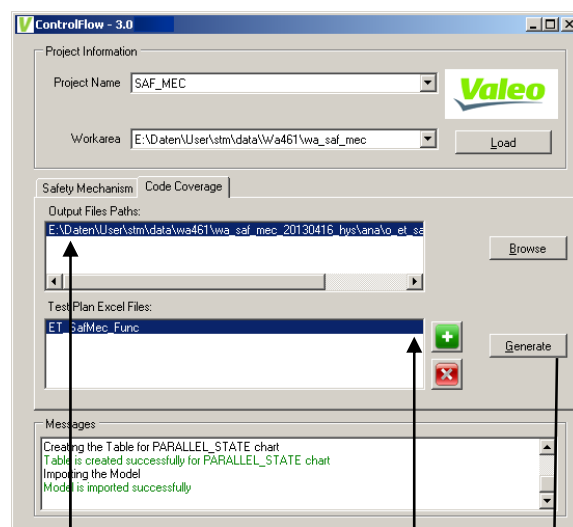 ControlFlow - 3.0
Project Information
Project Name SAF_MEC
Valeo
Workarea E:\Daten\User\stm\data\Wa461\wa_saf_mec
Load
Safety Mechanism Code Coverage
Output Files Paths:
E:\Daten\User\stm\data\wa461\wa_saf_mec_20130416_hys\ana\o_et_sa
Browse
Test Plan Excel Files:
ET_SafMec_Func
Generate
Messages
Creating the Table for PARALLEL_STATE chart
Table is created successfully for PARALLEL_STATE chart
Importing the Model
Model is imported successfully